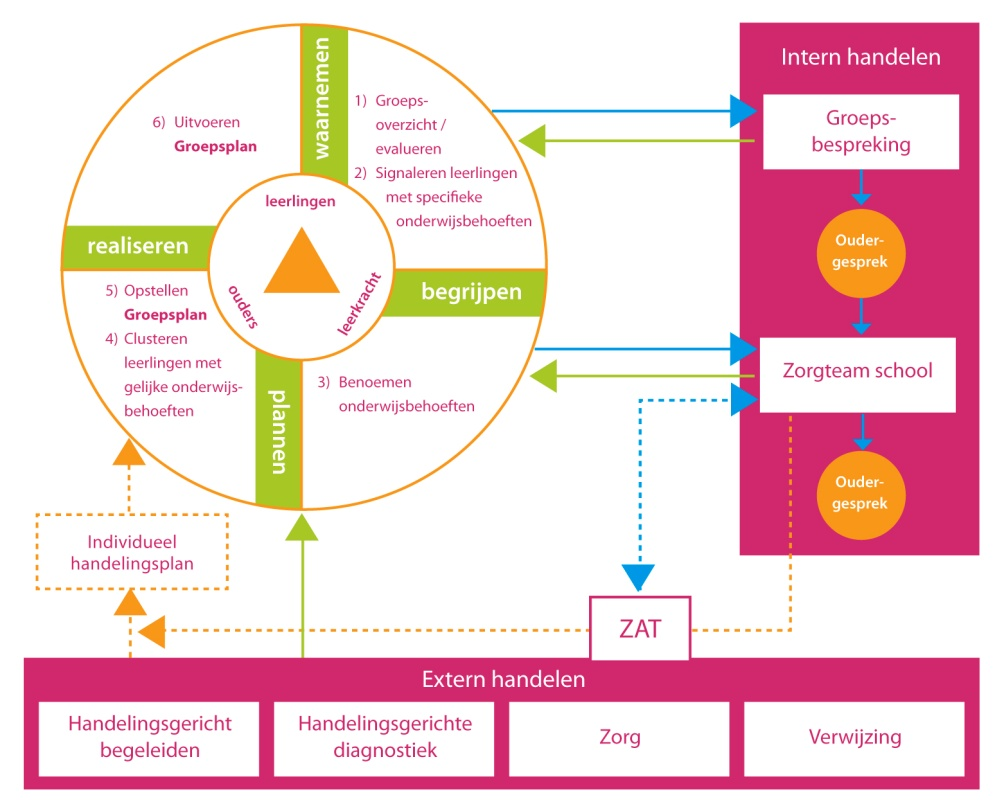 waarnemen
1) Groeps-
overzicht /
evalueren
2) Signaleren leerlingen
met specifieke
onderwijsbehoeften
begrijpen
3) Benoemen
onderwijsbehoeften
plannen
5) Opstellen
Groepsplan
4) Clusteren
leerlingen met
gelijke onderwijs-
behoeften
realiseren
6) Uitvoeren
Groepsplan
leerlingen
ouders
leerkracht
Intern handelen
Groeps-
bespreking
Ouder-
gesprek
Zorgteam school
Ouder-
gesprek
Individueel
handelingsplan
ZAT
Extern handelen
Handelingsgericht
begeleiden
Handelingsgerichte
diagnostiek
Zorg
Verwijzing